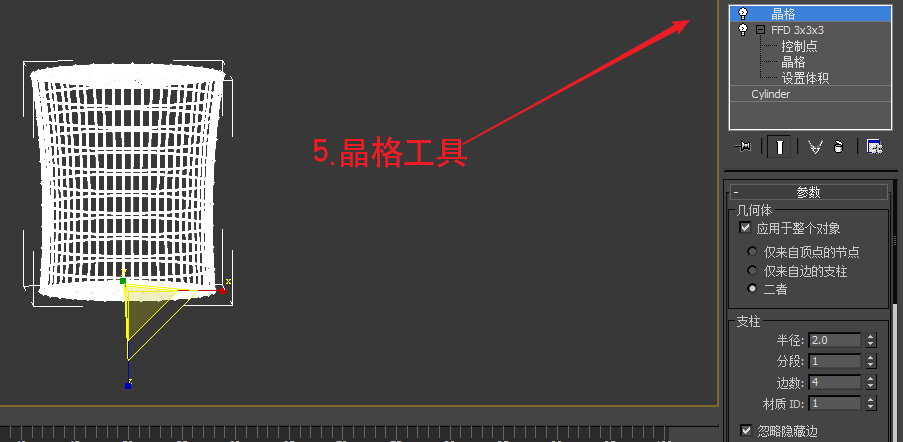 晶格
FFD 3x3x3
控制点
晶格
设置体积
Cylinder
5.晶格工具
参数
几何体
应用于整个对象
仅来自顶点的节点
仅来自边的支柱
二者
支柱
半径: 2.0
分段: 1
边数: 4
材质 ID: 1
忽略隐藏边
x
z